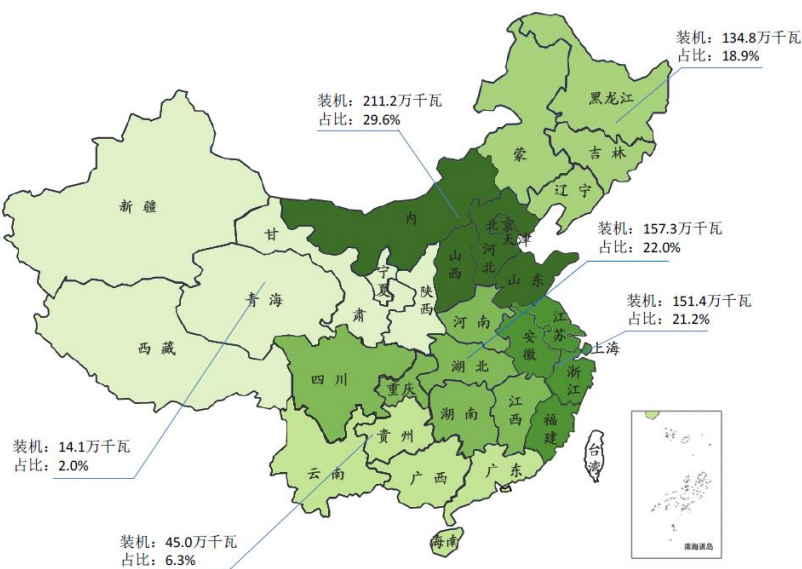 装机：134.8万千瓦
占比：18.9%
装机：211.2万千瓦
占比：29.6%
黑龙江
蒙
吉林
辽宁
新疆
内
甘
北京
天津
装机：157.3万千瓦
占比：22.0%
山西
河北
宁夏
山东
青海
陕西
装机：151.4万千瓦
占比：21.2%
肃
河南
江苏
西藏
安徽
上海
四川
湖北
浙江
重庆
湖南
江西
福建
装机：14.1万千瓦
占比：2.0%
贵州
台湾
云南
广西
广东
装机：45.0万千瓦
占比：6.3%
海南
南海诸岛